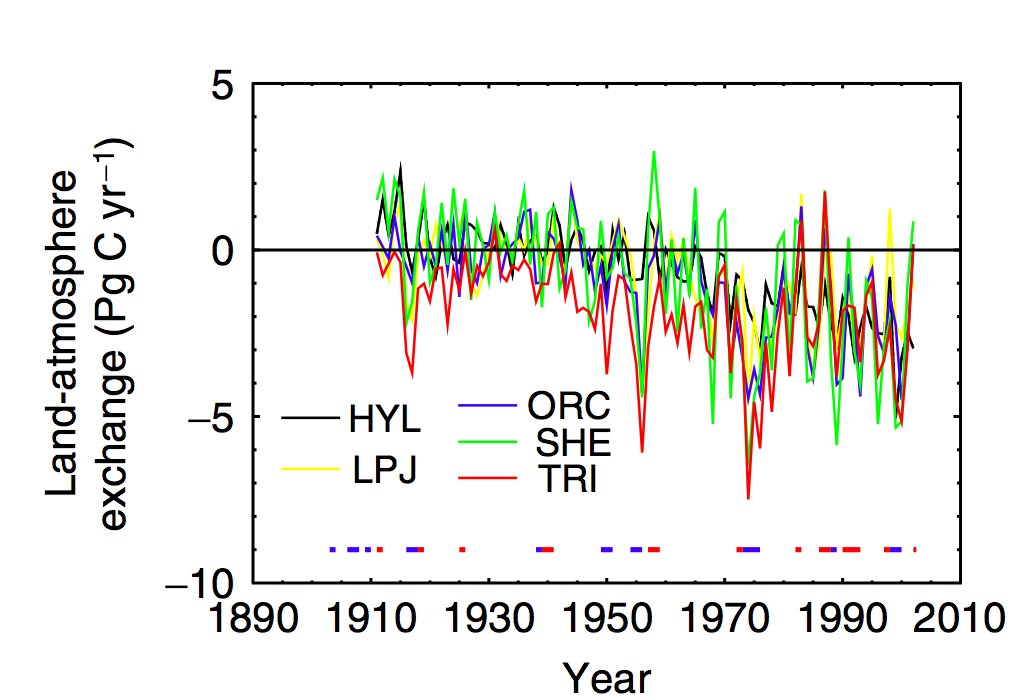 Land-atmosphere
exchange (Pg C yr−1)
5
0
−5
−10
HYL
LPJ
ORC
SHE
TRI
1890 1910 1930 1950 1970 1990 2010
Year